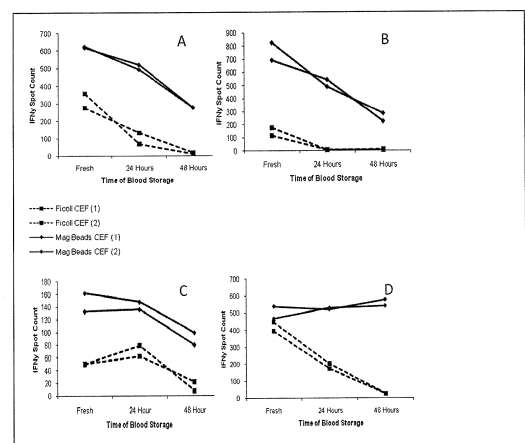 A
IFNγ Spot Count
700
600
500
400
300
200
100
0
Fresh 24 Hours 48 Hours
Time of Blood Storage
B
IFNγ Spot Count
900
800
700
600
500
400
300
200
100
0
Fresh 24 Hours 48 Hours
Time of Blood Storage
Ficoll CEF (1)
Ficoll CEF (2)
Mag Beads CEF (1)
Mag Beads CEF (2)
C
IFNγ Spot Count
180
160
140
120
100
80
60
40
20
0
Fresh 24 Hour 48 Hour
Time of Blood Storage
D
IFNγ Spot Count
700
600
500
400
300
200
100
0
Fresh 24 Hours 48 Hours
Time of Blood Storage